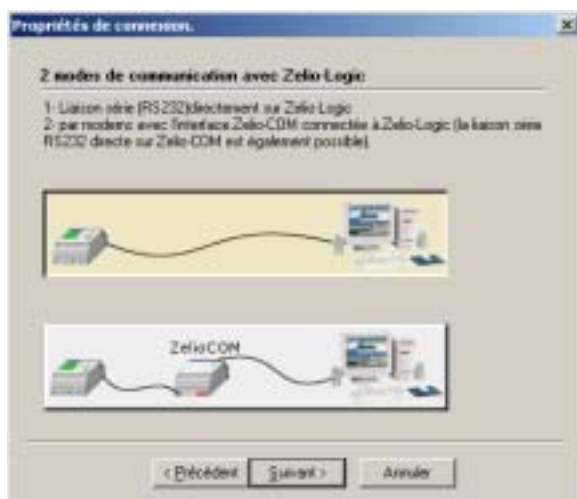 Propriétés de connexion.
2 modes de communication avec Zelio-Logic
1- Liaison série (RS232)directement sur Zelio-Logic
2- par modems avec l'interface Zelio-COM connectée à Zelio-Logic (la liaison série
RS232 directe sur Zelio-COM est également possible).
ZelioCOM
< Précédent
Suivant >
Annuler